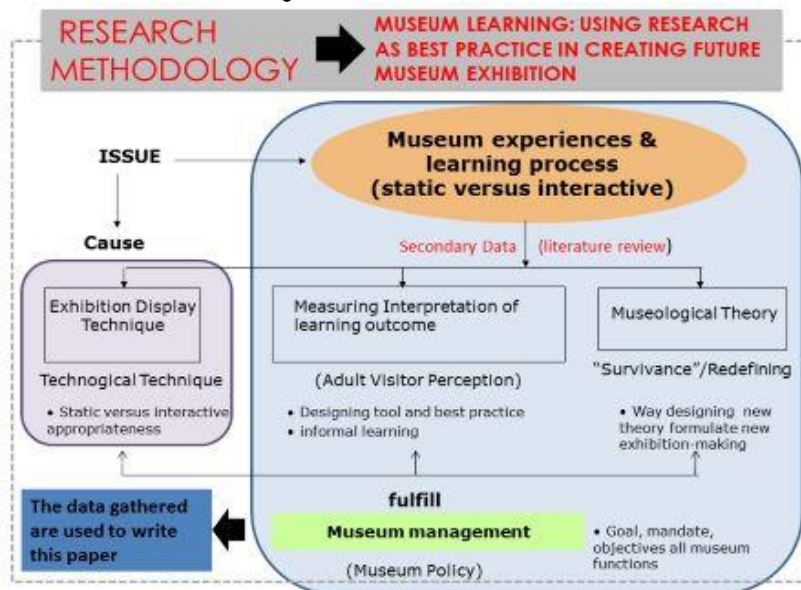 RESEARCH
METHODOLOGY
MUSEUM LEARNING: USING RESEARCH
AS BEST PRACTICE IN CREATING FUTURE
MUSEUM EXHIBITION
ISSUE
Museum experiences &
learning process
(static versus interactive)
Cause
Secondary Data (literature review)
Exhibition Display
Technique
Technogical Technique
• Static versus interactive
appropriateness
Measuring Interpretation of
learning outcome
(Adult Visitor Perception)
• Designing tool and best practice
• informal learning
Museological Theory
"Survivance"/Redefining
• Way designing new
theory formulate new
exhibition-making
fulfill
The data gathered
are used to write
this paper
Museum management
(Museum Policy)
• Goal, mandate,
objectives all museum
functions